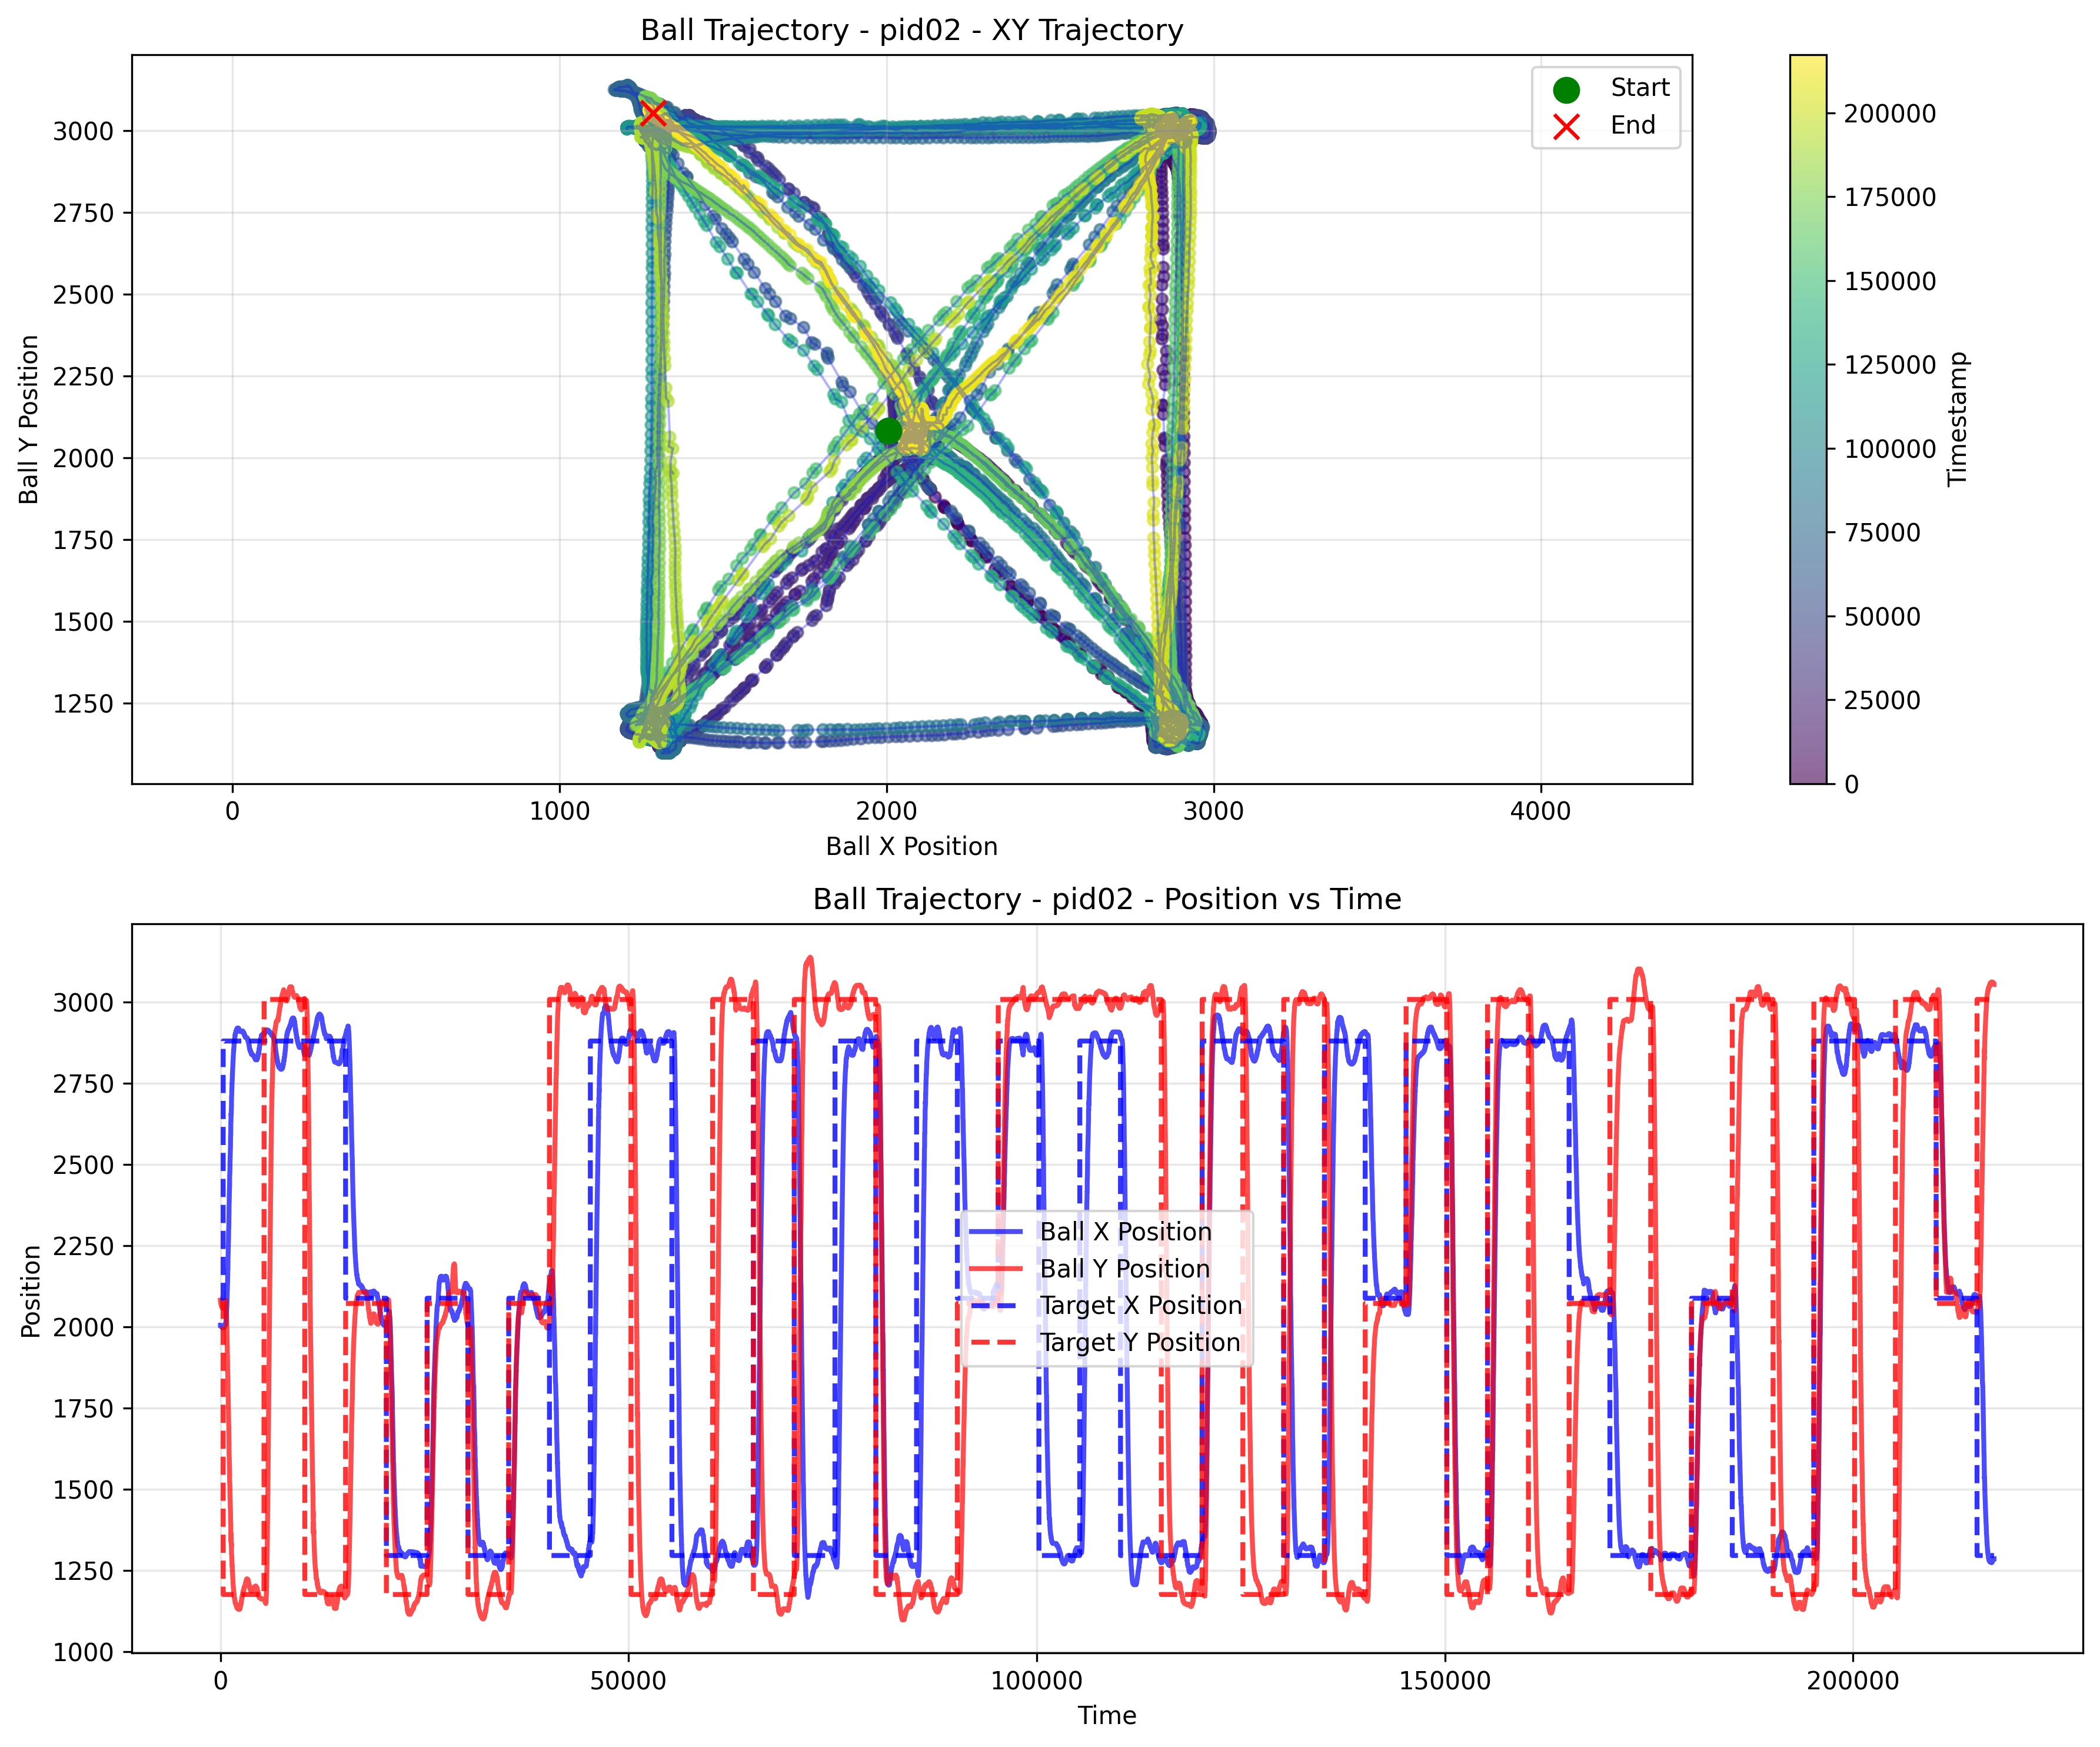 Ball Trajectory - pid02 - XY Trajectory
Ball Y Position
3000
2750
2500
2250
2000
1750
1500
1250
0
1000
2000
3000
4000
Ball X Position
Start
End
200000
175000
150000
125000
100000
75000
50000
25000
0
Timestamp
Ball Trajectory - pid02 - Position vs Time
Position
3000
2750
2500
2250
2000
1750
1500
1250
1000
0
50000
100000
150000
200000
Time
Ball X Position
Ball Y Position
Target X Position
Target Y Position